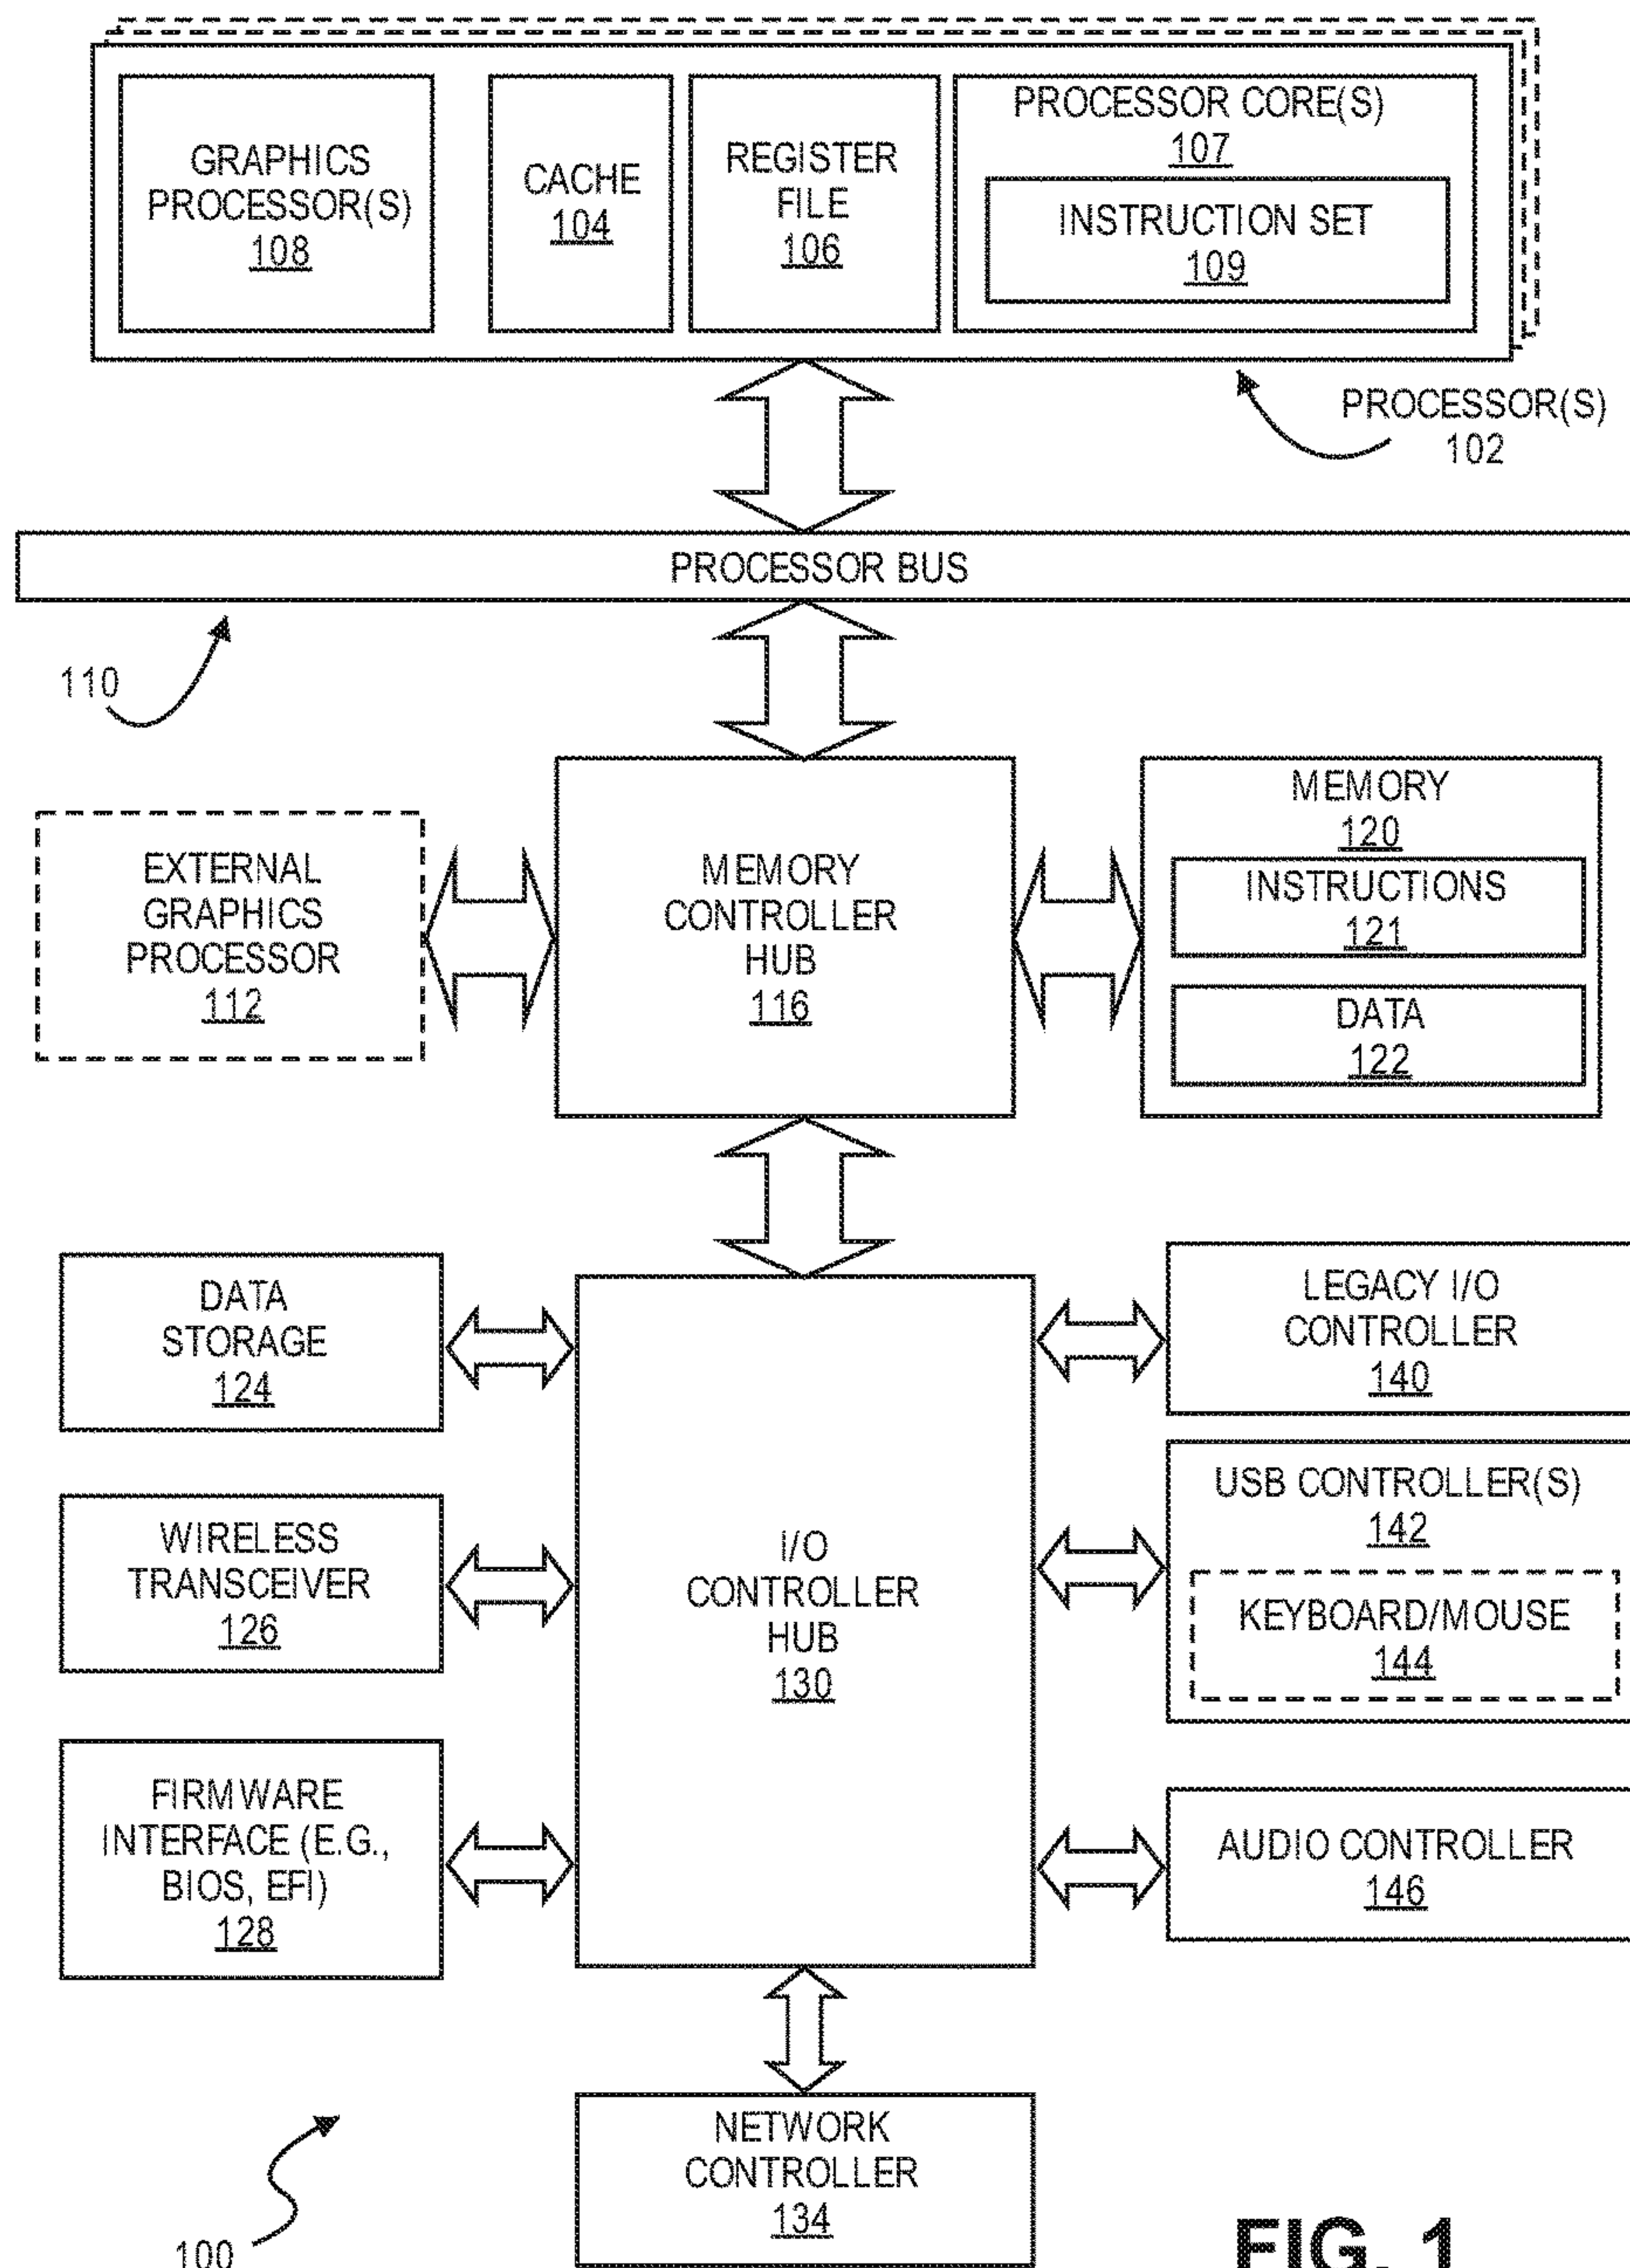 GRAPHICS
PROCESSOR(S)
108
CACHE
104
REGISTER
FILE
106
PROCESSOR CORE(S)
107
INSTRUCTION SET
109
PROCESSOR(S)
102
PROCESSOR BUS
110
EXTERNAL
GRAPHICS
PROCESSOR
112
MEMORY
CONTROLLER
HUB
116
MEMORY
120
INSTRUCTIONS
121
DATA
122
DATA
STORAGE
124
WIRELESS
TRANSCEIVER
126
FIRMWARE
INTERFACE (E.G.,
BIOS, EFI)
128
I/O
CONTROLLER
HUB
130
LEGACY I/O
CONTROLLER
140
USB CONTROLLER(S)
142
KEYBOARD/MOUSE
144
AUDIO CONTROLLER
146
NETWORK
CONTROLLER
134
100
FIG. 1